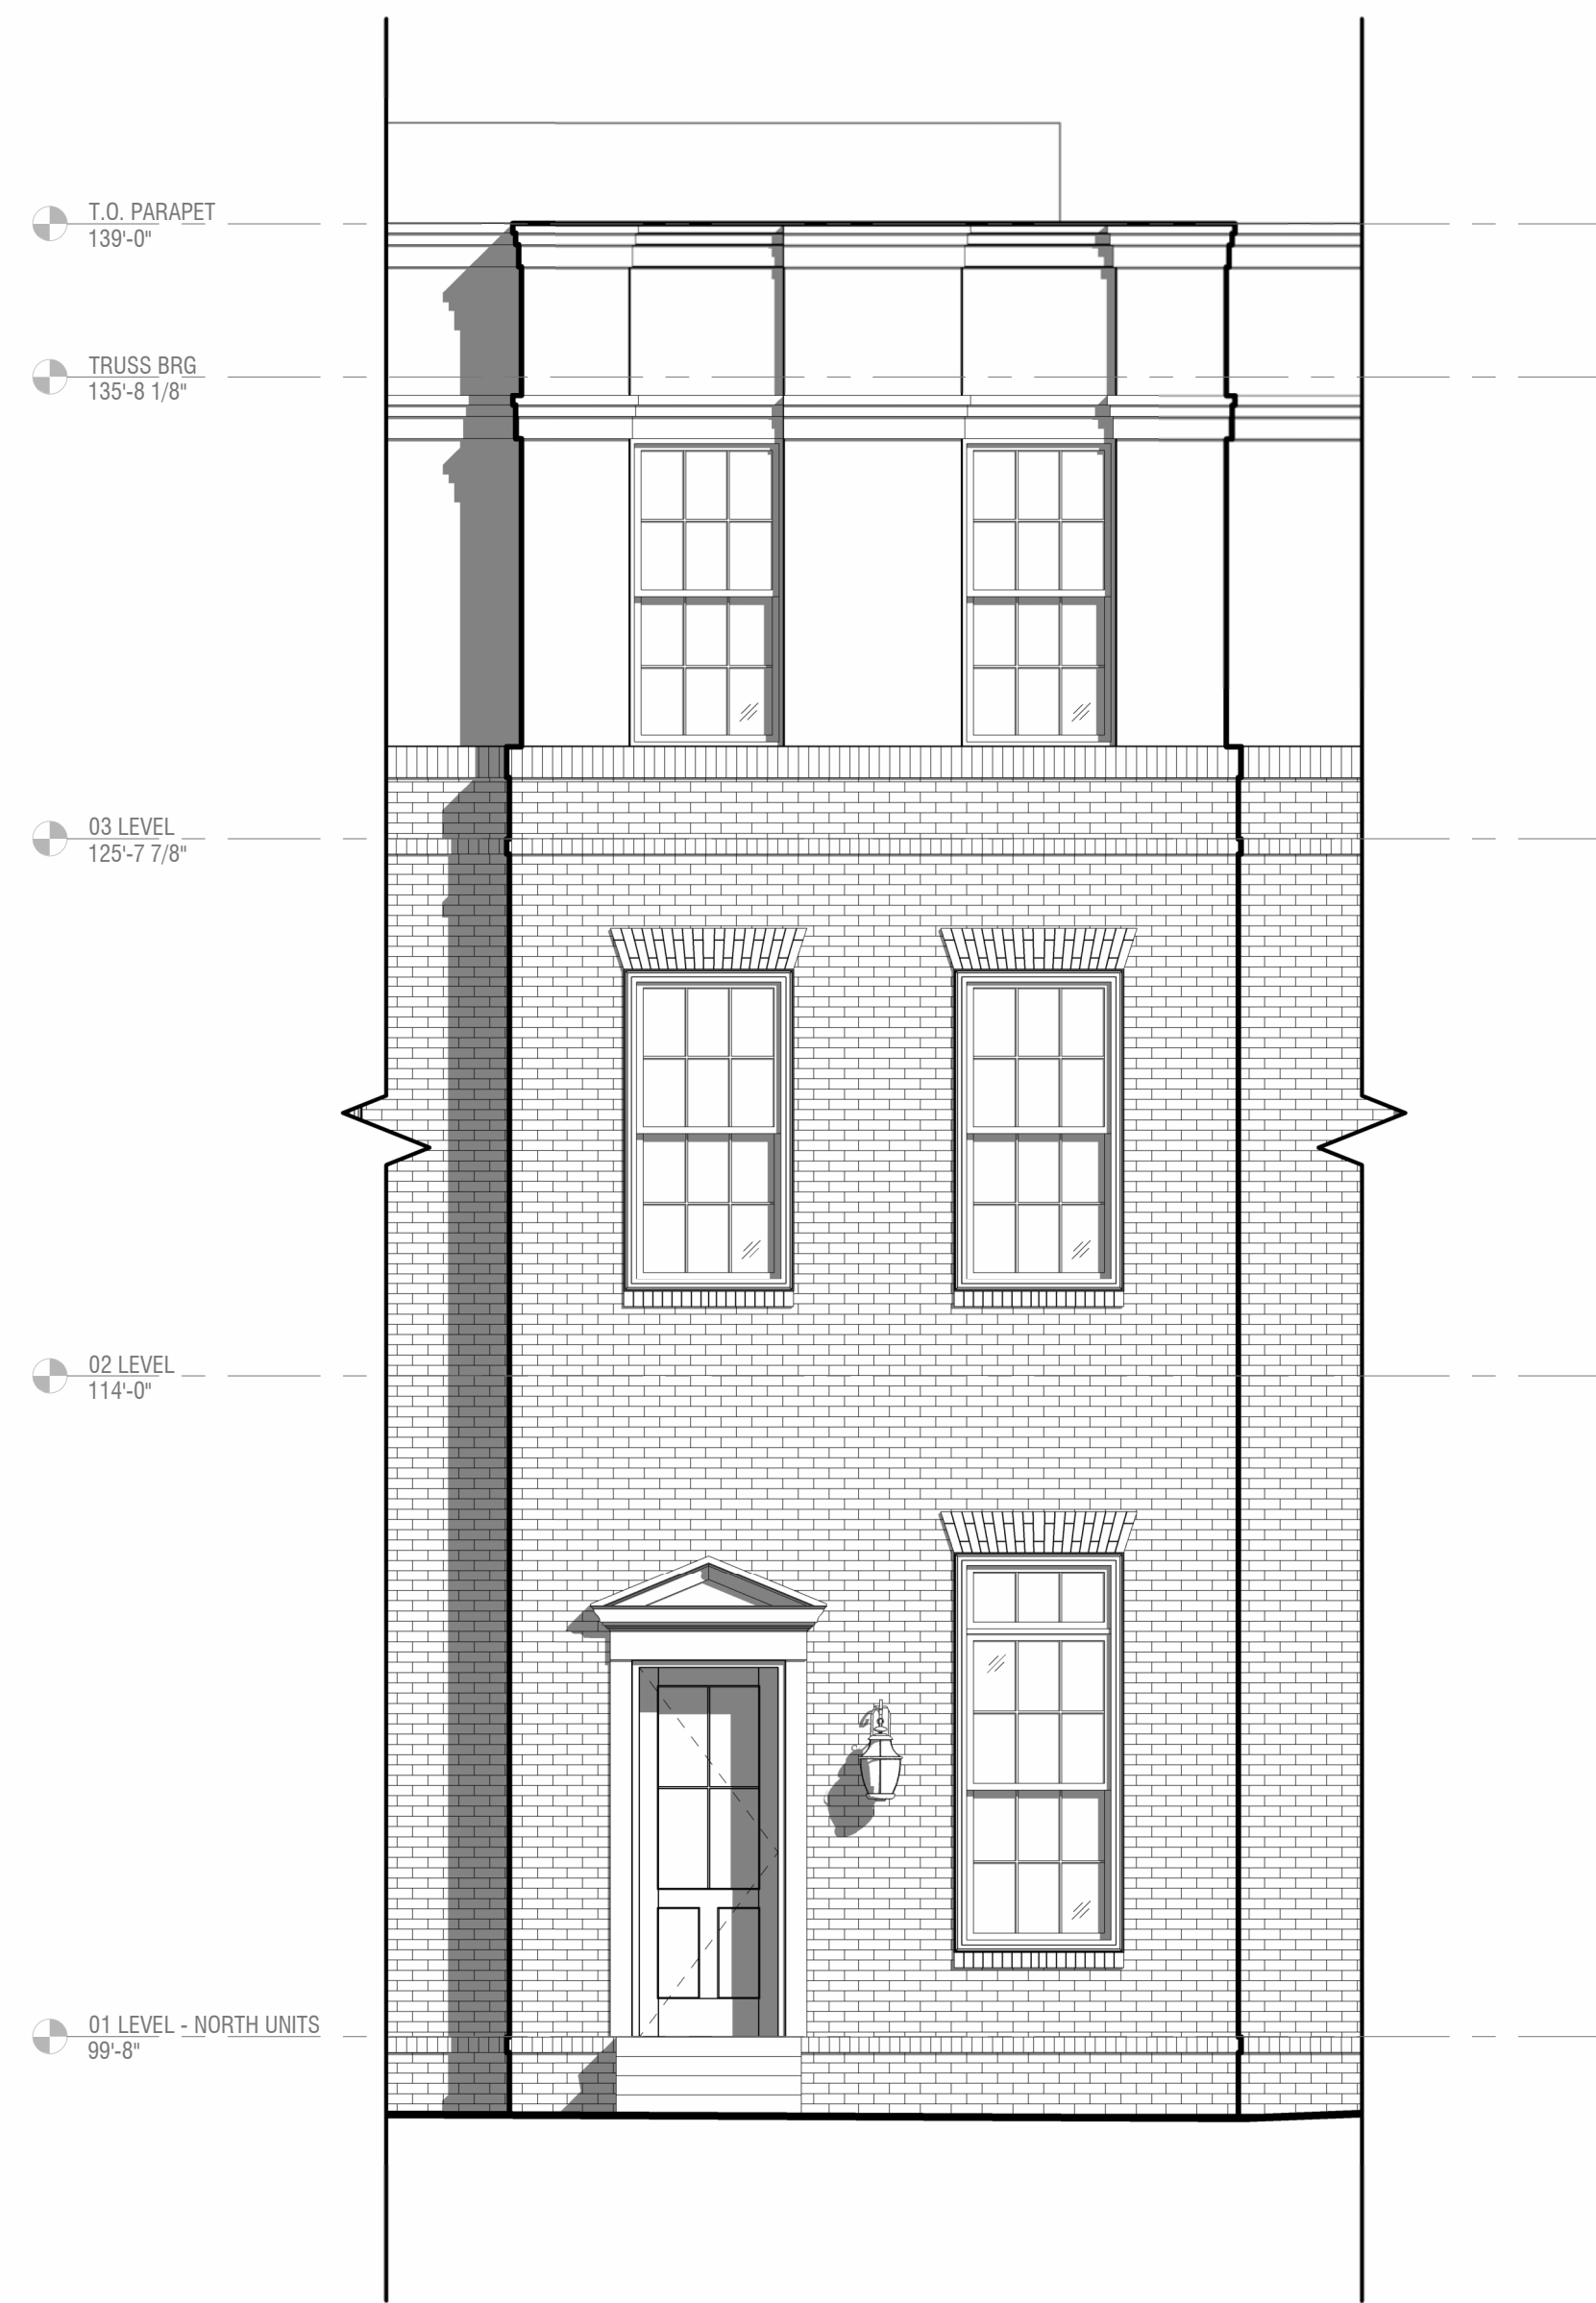 T.O. PARAPET
139'-0"
TRUSS BRG
135'-8 1/8"
03 LEVEL
125'-7 7/8"
02 LEVEL
114'-0"
01 LEVEL - NORTH UNITS
99'-8"